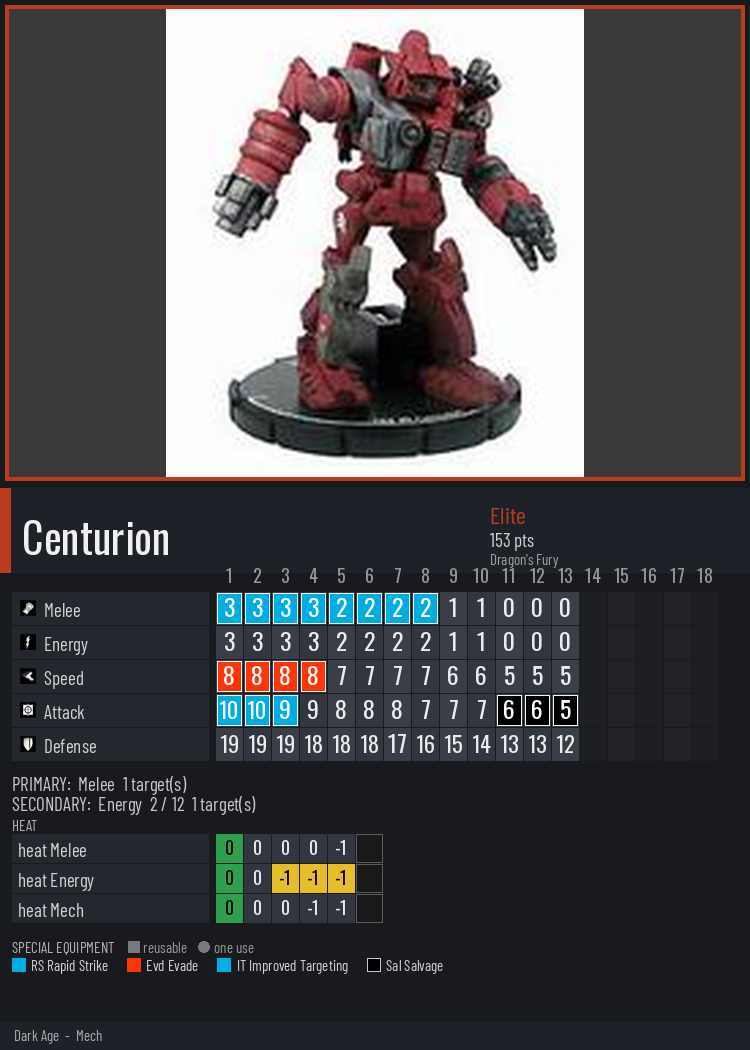 Centurion
Elite
153 pts
Dragon's Fury
1 2 3 4 5 6 7 8 9 10 11 12 13 14 15 16 17 18
Melee 3 3 3 3 2 2 2 2 1 1 0 0 0
Energy 3 3 3 3 2 2 2 2 1 1 0 0 0
Speed 8 8 8 8 7 7 7 7 6 6 5 5 5
Attack 10 10 9 9 8 8 8 7 7 7 6 6 5
Defense 19 19 19 18 18 18 17 16 15 14 13 13 12
PRIMARY: Melee 1 target(s)
SECONDARY: Energy 2 / 12 1 target(s)
HEAT
heat Melee 0 0 0 0 -1
heat Energy 0 0 -1 -1 -1
heat Mech 0 0 0 -1 -1
SPECIAL EQUIPMENT reusable one use
RS Rapid Strike Evd Evade IT Improved Targeting Sal Salvage
Dark Age - Mech